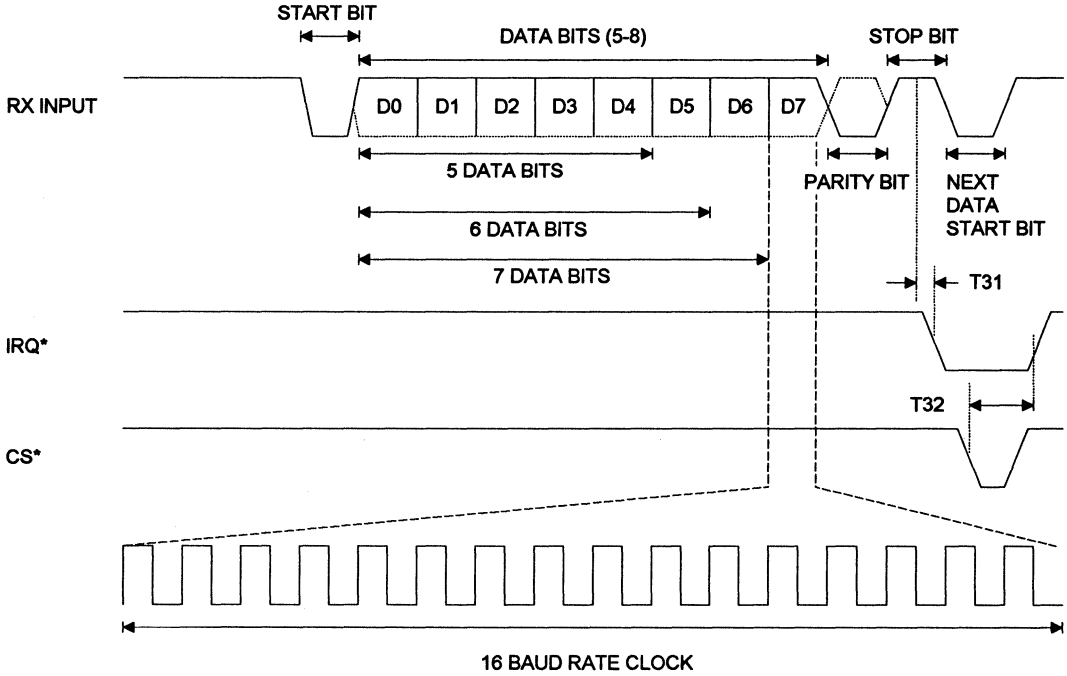 START BIT
DATA BITS (5-8)
STOP BIT
RX INPUT
D0 D1 D2 D3 D4 D5 D6 D7
5 DATA BITS
PARITY BIT
NEXT
DATA
START BIT
6 DATA BITS
7 DATA BITS
T31
IRQ*
T32
CS*
16 BAUD RATE CLOCK